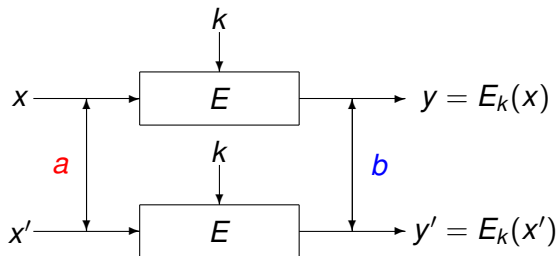 k
x E y = E_k(x)
k
a b
x′ E y′ = E_k(x′)